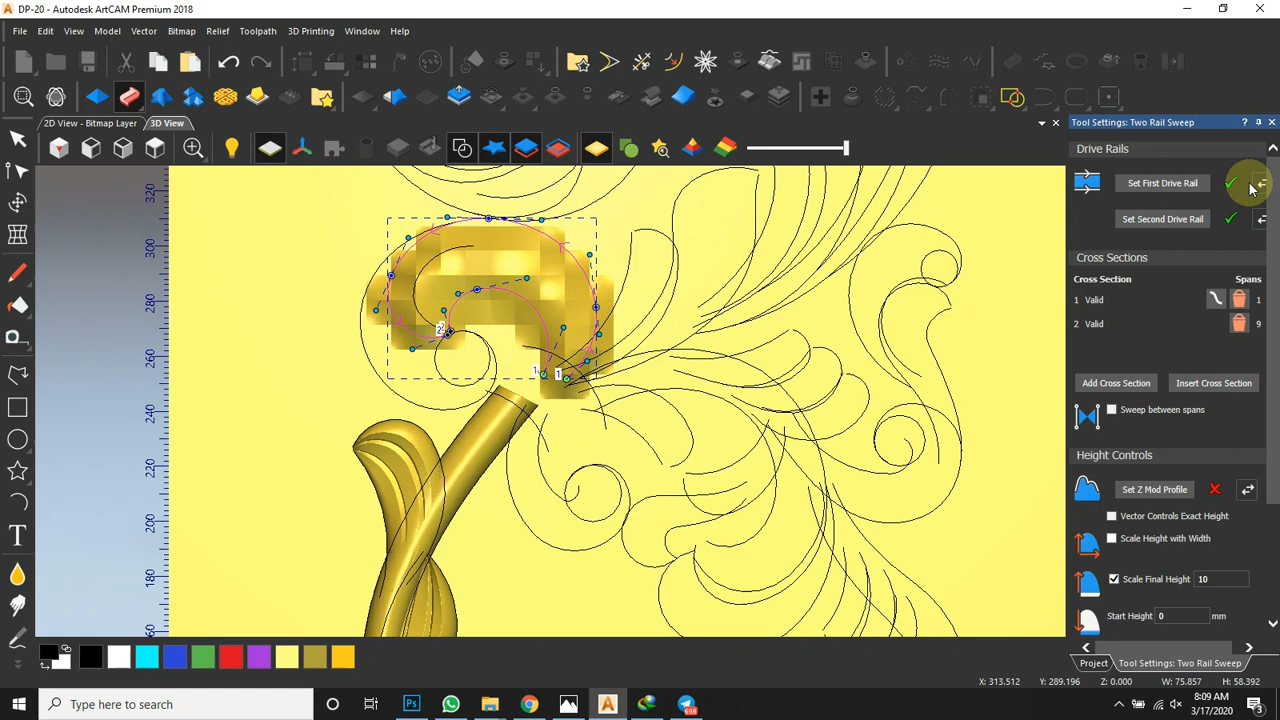 DP-20 - Autodesk ArtCAM Premium 2018
File Edit View Model Vector Bitmap Relief Toolpath 3D Printing Window Help
2D View - Bitmap Layer 3D View
Tool Settings: Two Rail Sweep
Drive Rails
Set First Drive Rail
Set Second Drive Rail
Cross Sections
Cross Section Spans
1 Valid 1
2 Valid 9
Add Cross Section Insert Cross Section
Sweep between spans
Height Controls
Set Z Mod Profile
Vector Controls Exact Height
Scale Height with Width
Scale Final Height 10
Start Height 0 mm
Project Tool Settings: Two Rail Sweep
320
300
280
260
240
220
200
180
60
2
1 1
X: 313.512 Y: 289.196 Z: 0.000 W: 75.857 H: 58.392
Type here to search
698
8:09 AM
3/17/2020
3